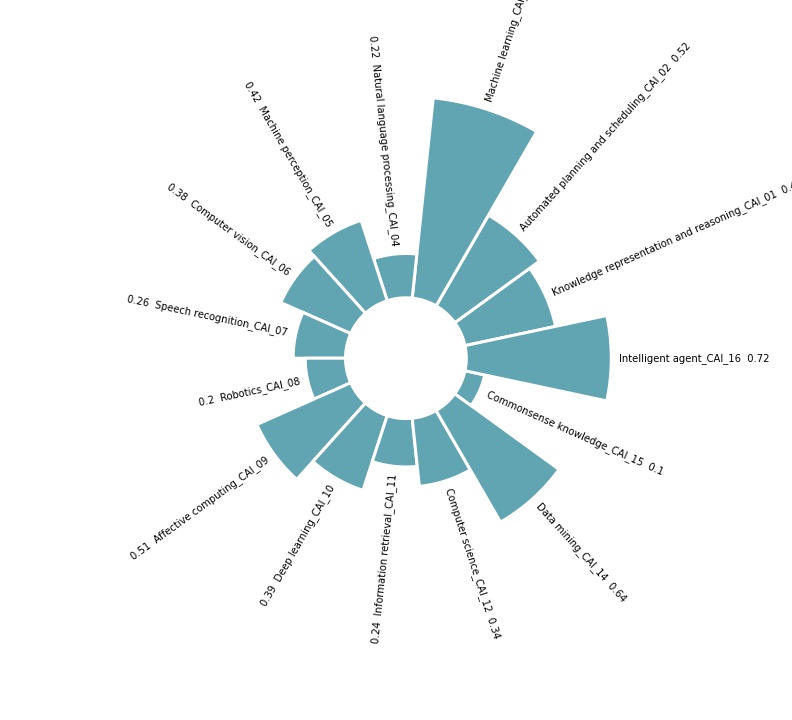 Machine learning_CAI_
Automated planning and scheduling_CAI_02 0.52
Knowledge representation and reasoning_CAI_01
Intelligent agent_CAI_16 0.72
Commonsense knowledge_CAI_15 0.1
Data mining_CAI_14 0.64
Computer science_CAI_12 0.34
0.24 Information retrieval_CAI_11
0.39 Deep learning_CAI_10
0.51 Affective computing_CAI_09
0.2 Robotics_CAI_08
0.26 Speech recognition_CAI_07
0.38 Computer vision_CAI_06
0.42 Machine perception_CAI_05
0.22 Natural language processing_CAI_04